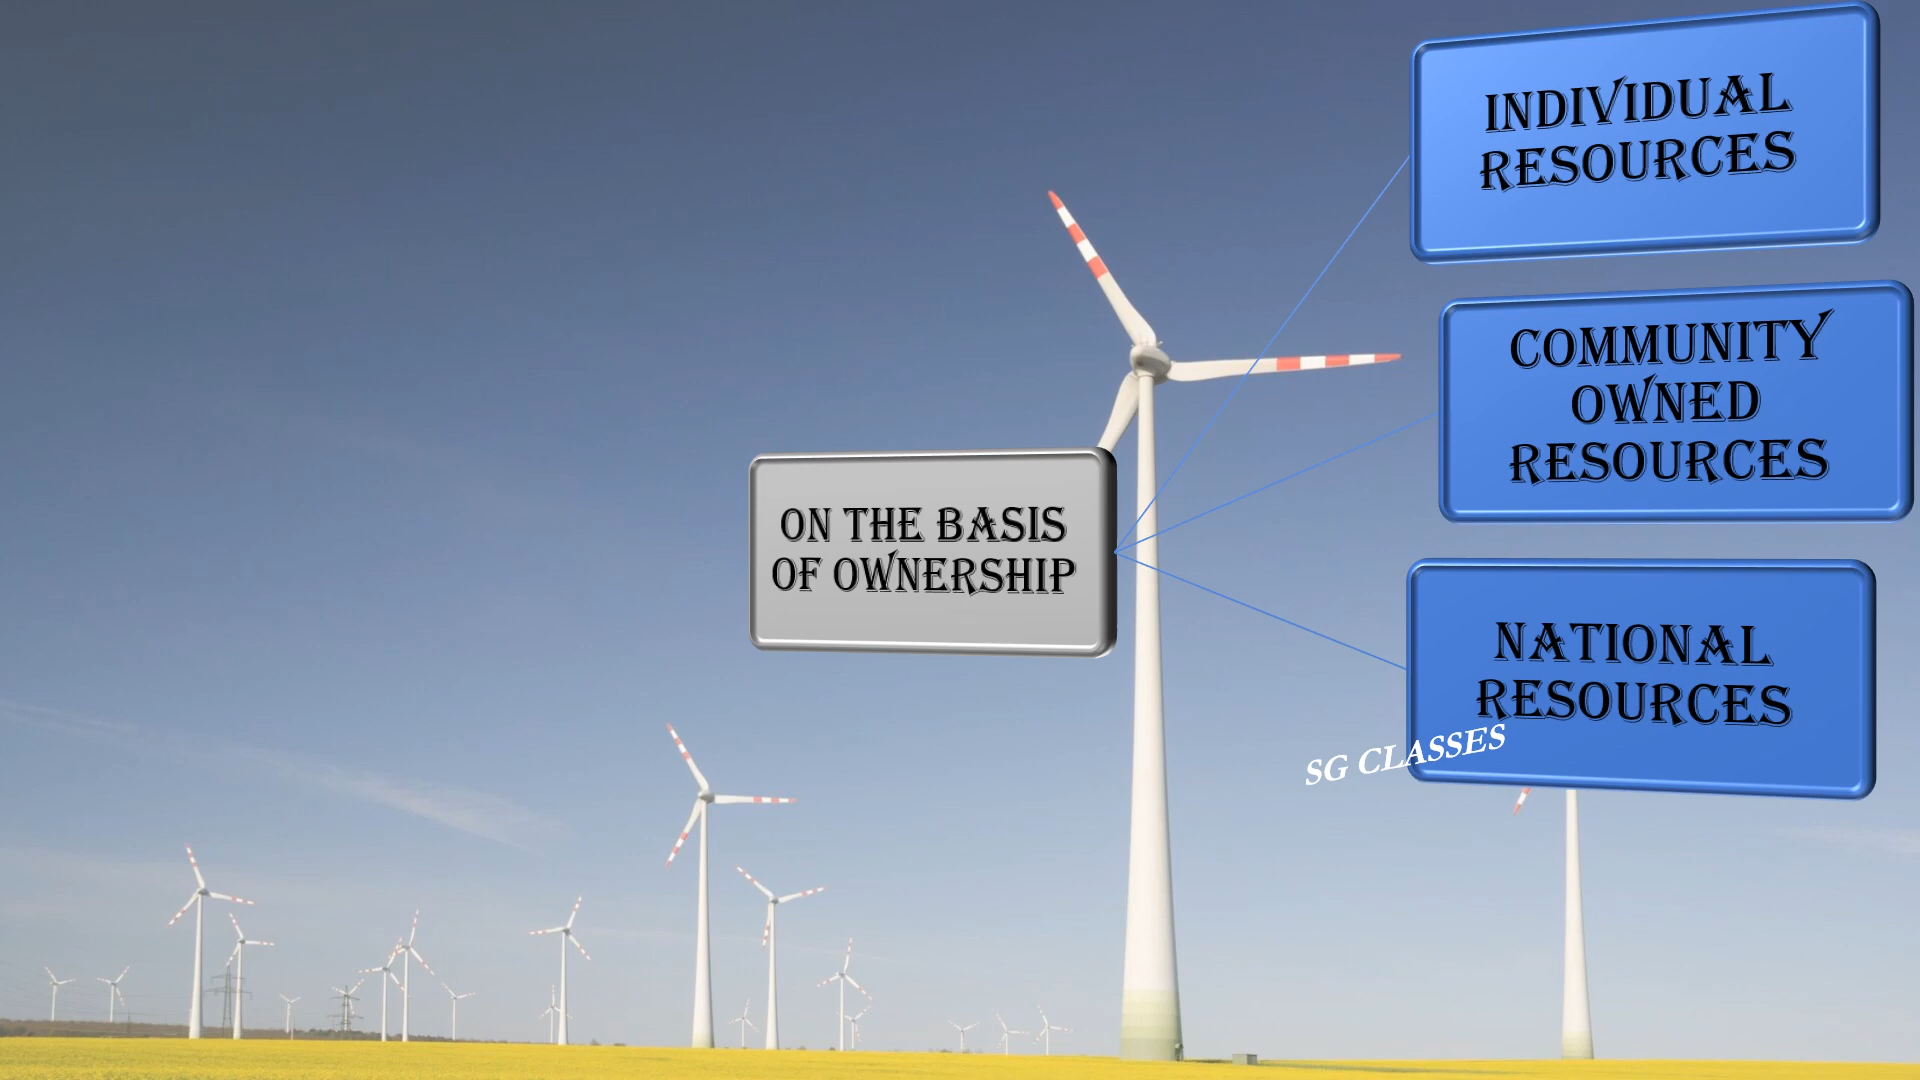 INDIVIDUAL
RESOURCES
COMMUNITY
OWNED
RESOURCES
ON THE BASIS
OF OWNERSHIP
NATIONAL
RESOURCES
SG CLASSES